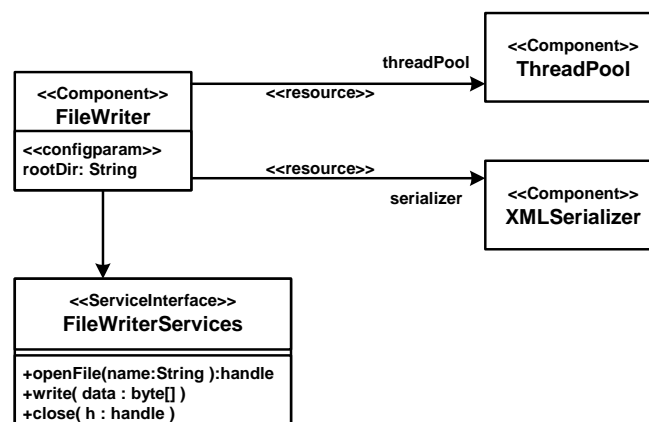 <<Component>>
FileWriter
<<configparam>>
rootDir: String
threadPool
<<resource>>
<<Component>>
ThreadPool
<<resource>>
serializer
<<Component>>
XMLSerializer
<<ServiceInterface>>
FileWriterServices
+openFile(name:String ):handle
+write( data : byte[] )
+close( h : handle )